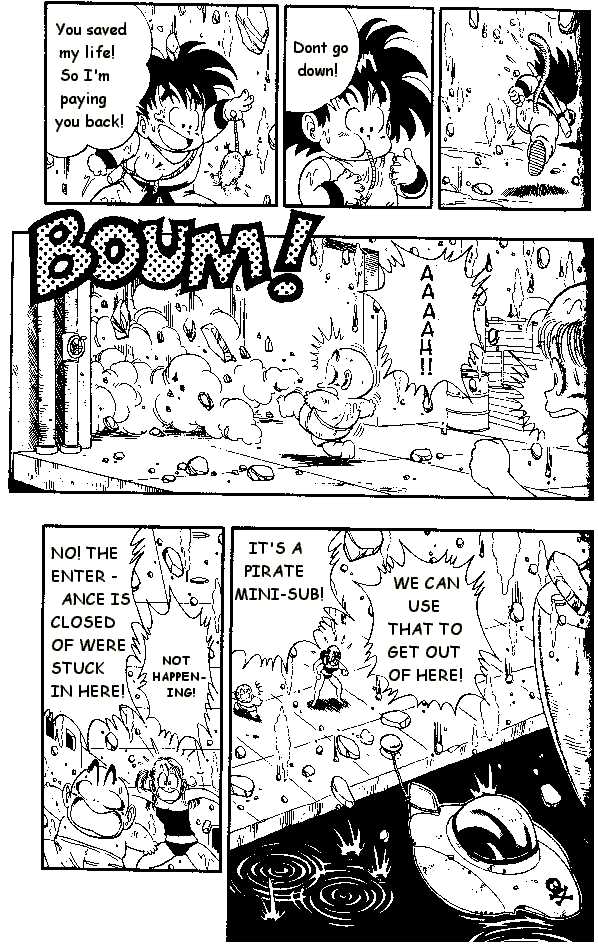 You saved
my life!
So I'm
paying
you back!
Dont go
down!
BOUM!
AAAAH!!
NO! THE
ENTER -
ANCE IS
CLOSED
OF WERE
STUCK
IN HERE!
NOT
HAPPEN-
ING!
IT'S A
PIRATE
MINI-SUB!
WE CAN
USE
THAT TO
GET OUT
OF HERE!